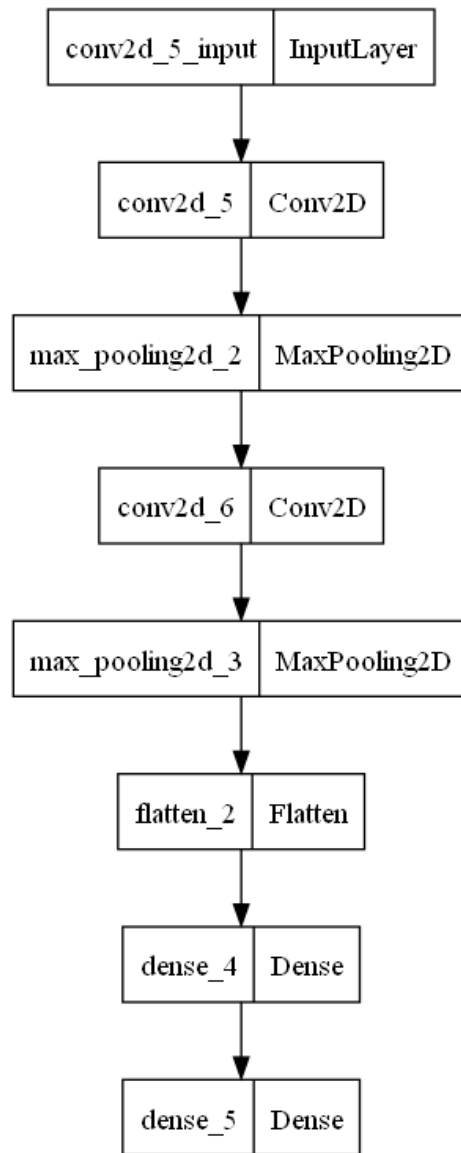 conv2d_5_input InputLayer
conv2d_5 Conv2D
max_pooling2d_2 MaxPooling2D
conv2d_6 Conv2D
max_pooling2d_3 MaxPooling2D
flatten_2 Flatten
dense_4 Dense
dense_5 Dense